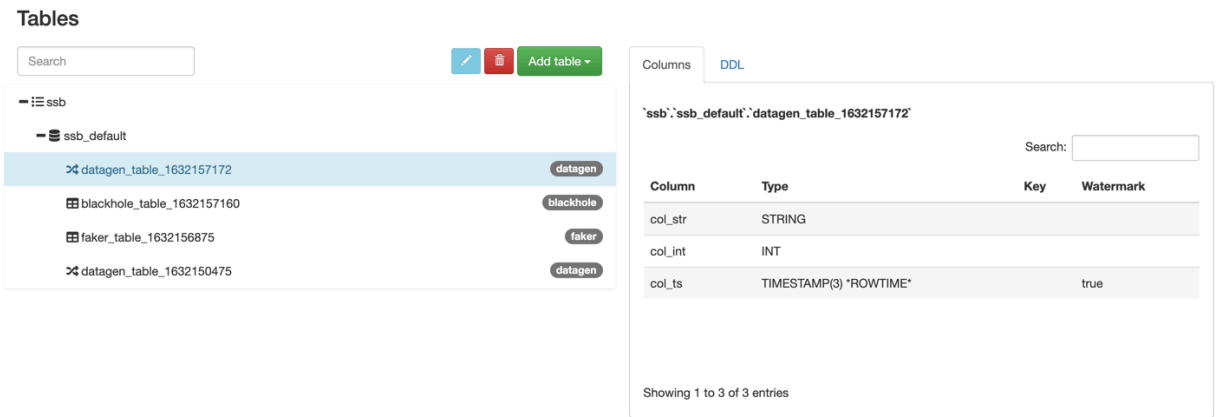 Tables
Search
Add table
ssb
ssb_default
datagen_table_1632157172 datagen
blackhole_table_1632157160 blackhole
faker_table_1632156875 faker
datagen_table_1632150475 datagen
Columns DDL
`ssb`.`ssb_default`.`datagen_table_1632157172`
Search:
Column Type Key Watermark
col_str STRING
col_int INT
col_ts TIMESTAMP(3) *ROWTIME* true
Showing 1 to 3 of 3 entries